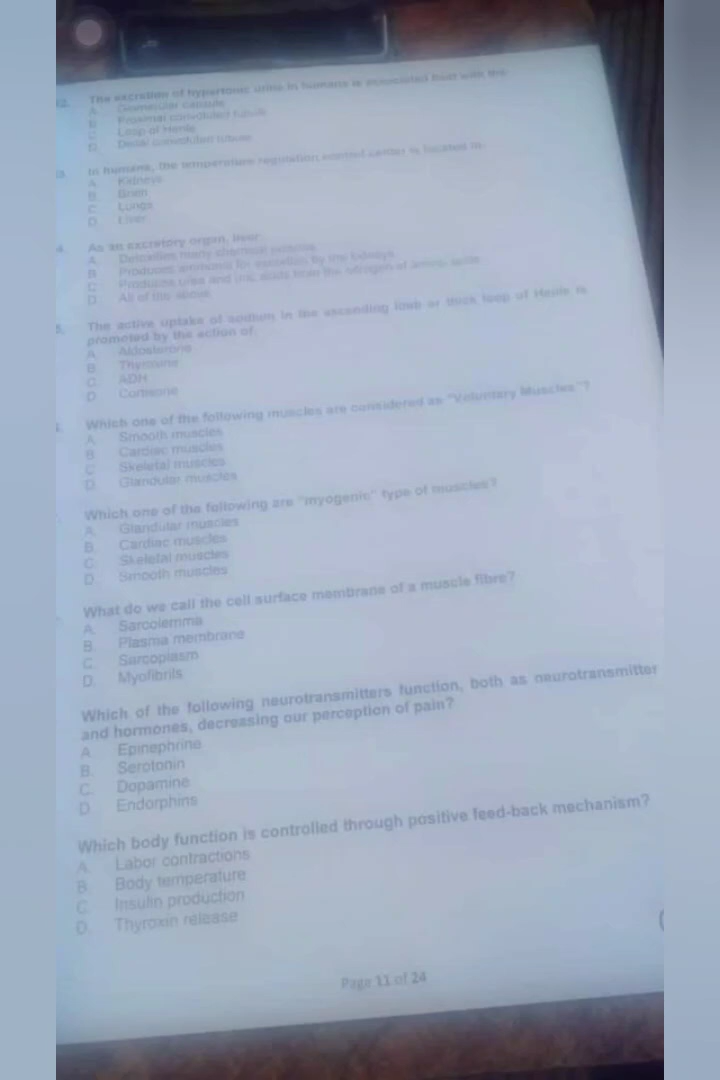 2. The excretion of hypertonic urine in humans is associated best with the
A. Glomerular capsule
B. Proximal convoluted tubule
C. Loop of Henle
D. Distal convoluted tubule
3. In humans, the temperature regulation control center is located in
A. Kidneys
B. Brain
C. Lungs
D. Liver
4. As an excretory organ, liver
A. Detoxifies many chemical
B. Produces ammonia for excretion by the kidneys
C. Produces urea and uric acids from the nitrogen of amino acids
D. All of the above
5. The active uptake of sodium in the ascending limb or thick loop of Henle is
promoted by the action of:
A. Aldosterone
B. Thyroxine
C. ADH
D. Cortisone
Which one of the following muscles are considered as "Voluntary Muscles"?
A. Smooth muscles
B. Cardiac muscles
C. Skeletal muscles
D. Glandular muscles
Which one of the following are "myogenic" type of muscles?
A. Glandular muscles
B. Cardiac muscles
C. Skeletal muscles
D. Smooth muscles
What do we call the cell surface membrane of a muscle fibre?
A. Sarcolemma
B. Plasma membrane
C. Sarcoplasm
D. Myofibrils
Which of the following neurotransmitters function, both as neurotransmitter
and hormones, decreasing our perception of pain?
A. Epinephrine
B. Serotonin
C. Dopamine
D. Endorphins
Which body function is controlled through positive feed-back mechanism?
A. Labor contractions
B. Body temperature
C. Insulin production
D. Thyroxin release
Page 11 of 24